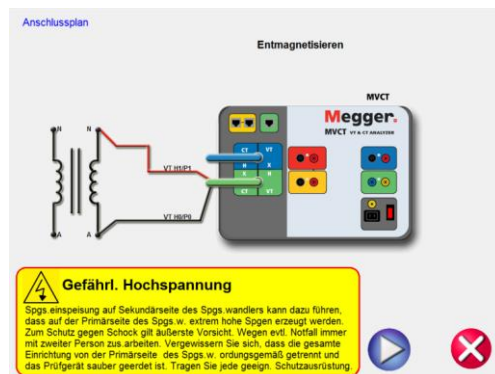 Anschlussplan
Entmagnetisieren
MVCT
Megger.
MVCT VT & CT ANALYZER
CT VT
H X
X H
CT VT
N N
VT H1/P1
VT H0/P0
A A
Gefährl. Hochspannung
Spgs.einspeisung auf Sekundärseite des Spgs.wandlers kann dazu führen,
dass auf der Primärseite des Spgs.w. extrem hohe Spgen erzeugt werden.
Zum Schutz gegen Schock gilt äußerste Vorsicht. Wegen evtl. Notfall immer
mit zweiter Person zus.arbeiten. Vergewissern Sie sich, dass die gesamte
Einrichtung von der Primärseite des Spgs.w. ordungsgemäß getrennt und
das Prüfgerät sauber geerdet ist. Tragen Sie jede geeign. Schutzausrüstung.